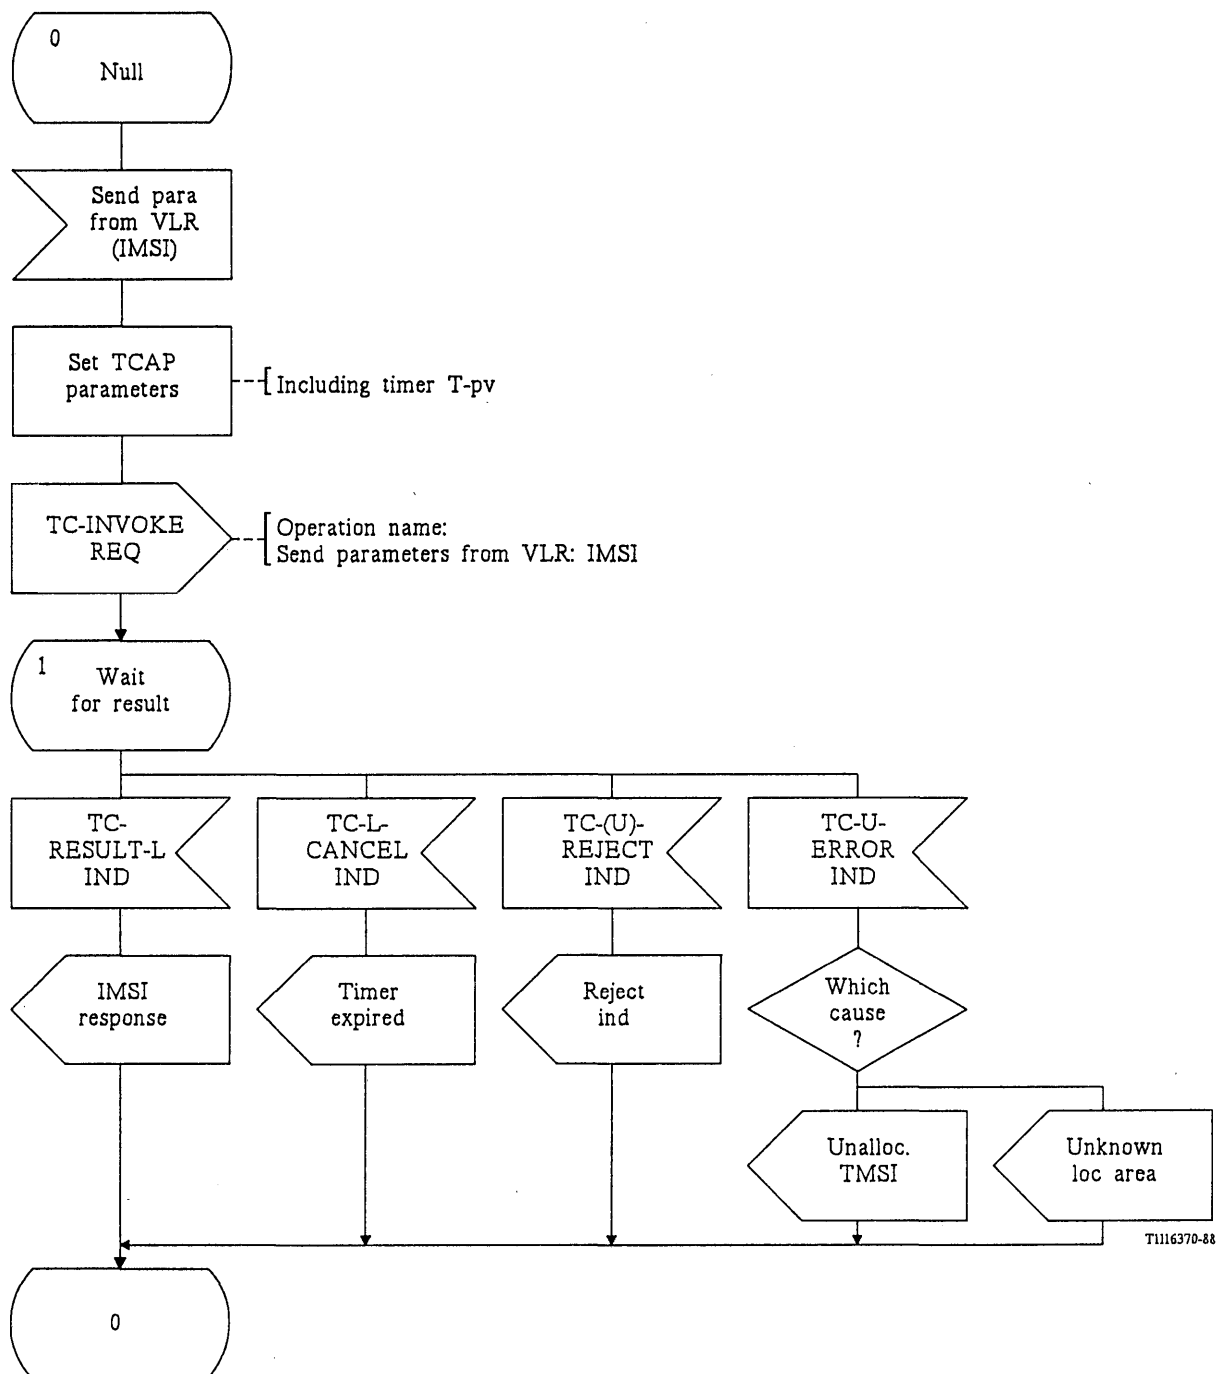 0
Null
Send para
from VLR
(IMSI)
Set TCAP
parameters
Including timer T-pv
TC-INVOKE
REQ
Operation name:
Send parameters from VLR: IMSI
1
Wait
for result
TC-
RESULT-L
IND
TC-L-
CANCEL
IND
TC-(U)-
REJECT
IND
TC-U-
ERROR
IND
IMSI
response
Timer
expired
Reject
ind
Which
cause
?
Unalloc.
TMSI
Unknown
loc area
T1116370-88
0